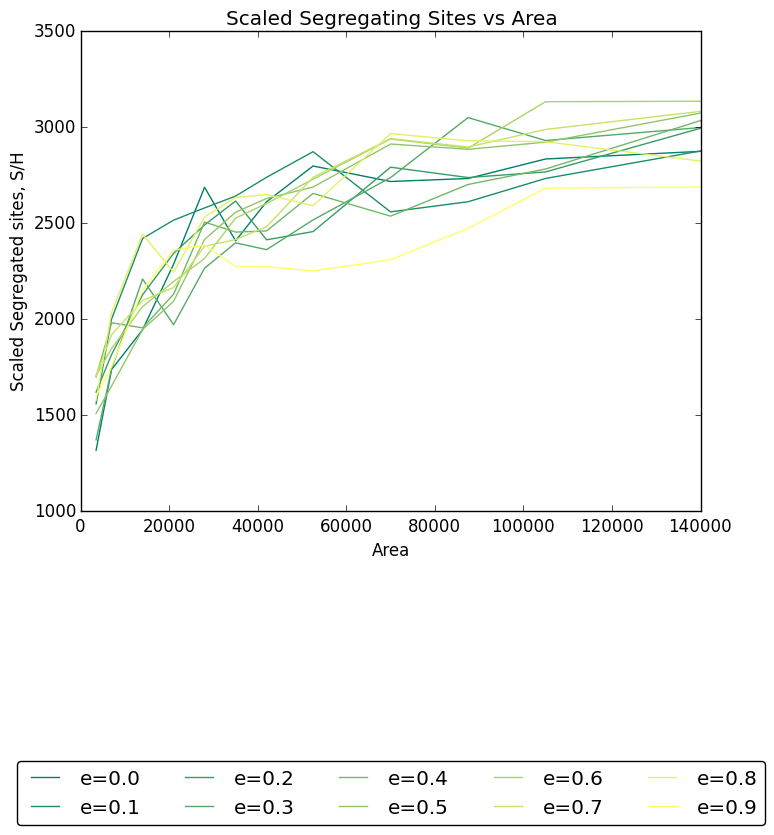 Scaled Segregating Sites vs Area
3500
3000
2500
2000
1500
1000
Scaled Segregated sites, S/H
0 20000 40000 60000 80000 100000 120000 140000
Area
e=0.0 e=0.2 e=0.4 e=0.6 e=0.8
e=0.1 e=0.3 e=0.5 e=0.7 e=0.9